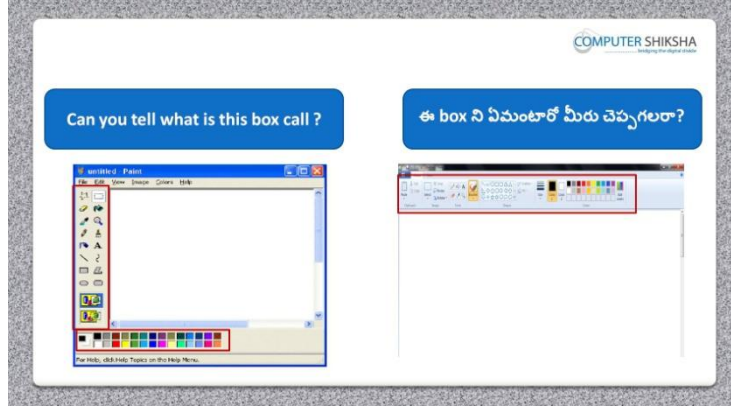 COMPUTER SHIKSHA
Can you tell what is this box call ?
ఈ box ని ఏమంటారో మీరు చెప్పగలరా?
untitled - Paint
File Edit View Image Colors Help
For Help, click Help Topics on the Help Menu.